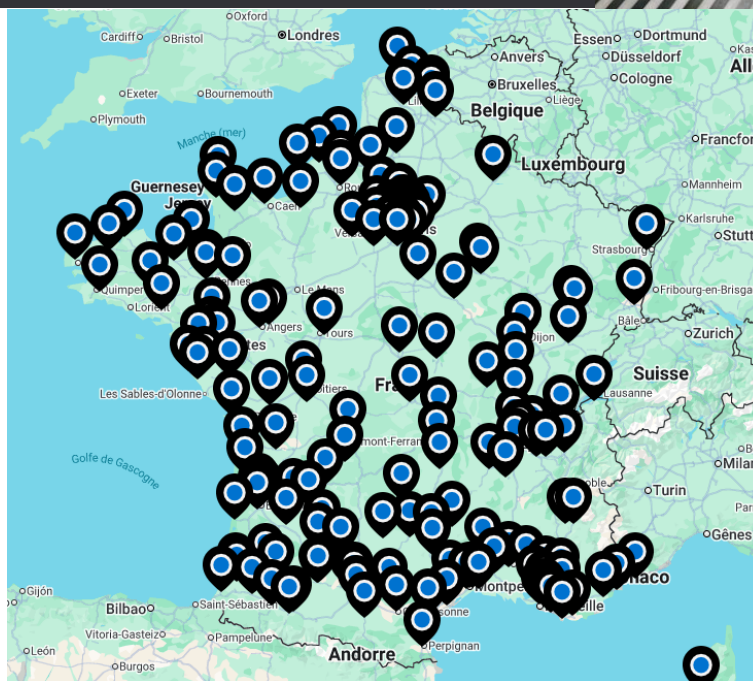 Oxford
Cardiff
Bristol
Londres
Essen
Dortmund
Anvers
Düsseldorf
Bruxelles
Cologne
Exeter
Bournemouth
Liège
Belgique
Plymouth
Manche (mer)
Francfor
Luxembourg
Mannheim
Guernesey
Jersey
Caen
Karlsruhe
Stutt
Strasbourg
Quimper
Lorient
Le Mans
Fribourg-en-Brisga
Angers
Tours
Dijon
Bâle
Zurich
Les Sables-d'Olonne
Suisse
Lausanne
Golfe de Gascogne
Turin
Milar
Gênes
Gijón
Bilbao
Saint-Sébastien
Vitoria-Gasteiz
Pampelune
Perpignan
León
Burgos
Andorre